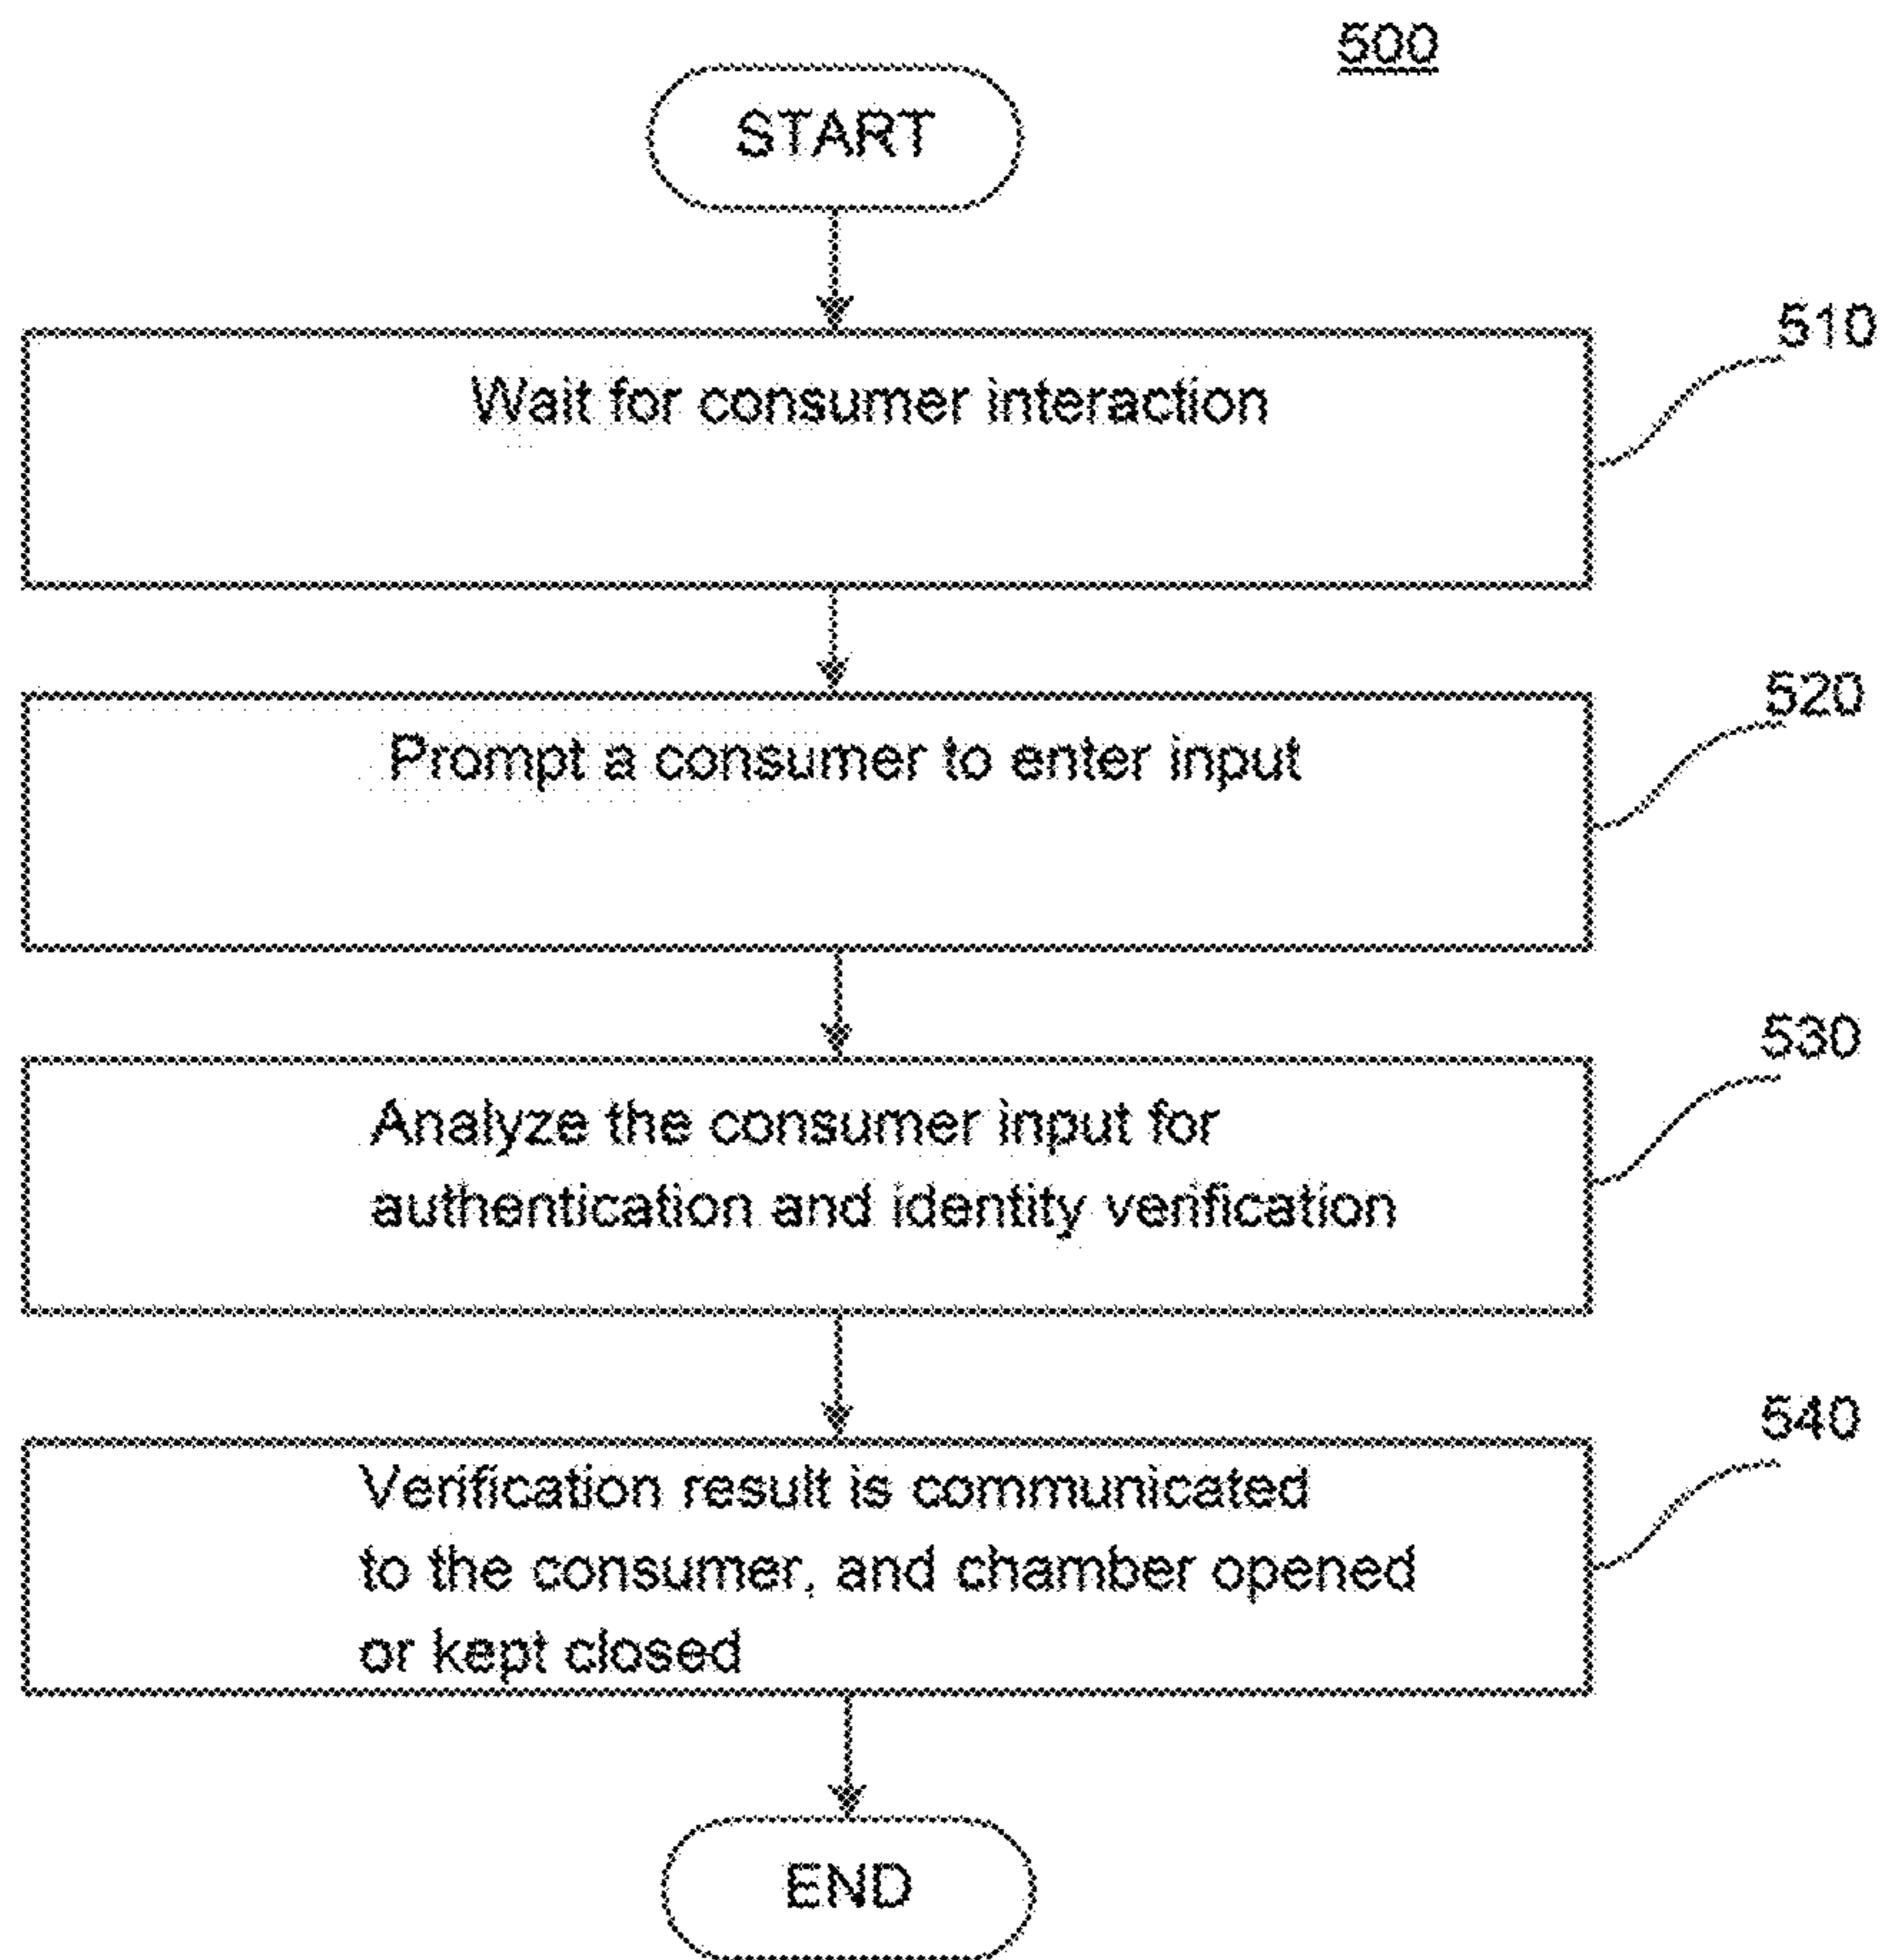 500
START
510
Wait for consumer interaction
520
Prompt a consumer to enter input
530
Analyze the consumer input for
authentication and identity verification
540
Verification result is communicated
to the consumer, and chamber opened
or kept closed
END